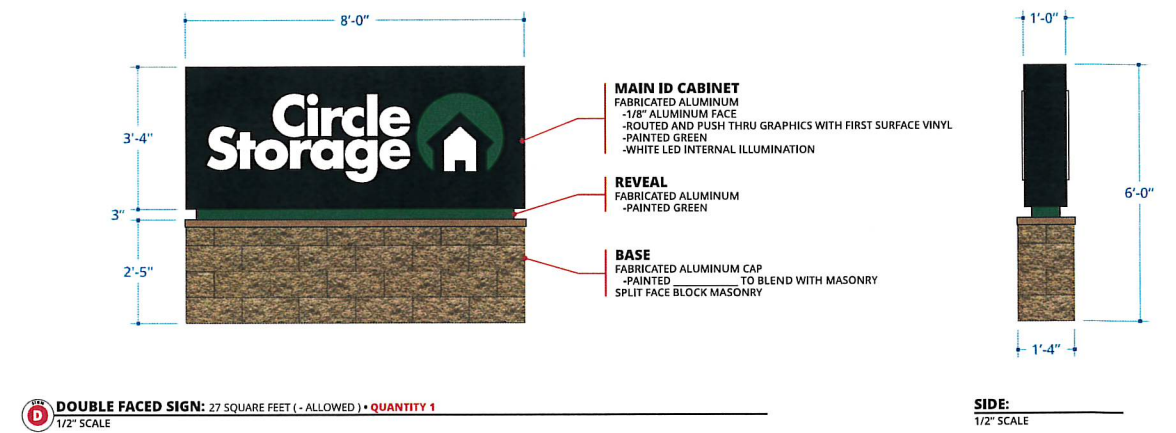 8'-0"
1'-0"
3'-4"
Circle
Storage
MAIN ID CABINET
FABRICATED ALUMINUM
-1/8" ALUMINUM FACE
-ROUTED AND PUSH THRU GRAPHICS WITH FIRST SURFACE VINYL
-PAINTED GREEN
-WHITE LED INTERNAL ILLUMINATION
3"
REVEAL
FABRICATED ALUMINUM
-PAINTED GREEN
6'-0"
2'-5"
BASE
FABRICATED ALUMINUM CAP
-PAINTED ____________ TO BLEND WITH MASONRY
SPLIT FACE BLOCK MASONRY
1'-4"
SIGN
D
DOUBLE FACED SIGN: 27 SQUARE FEET ( - ALLOWED ) • QUANTITY 1
1/2" SCALE
SIDE:
1/2" SCALE